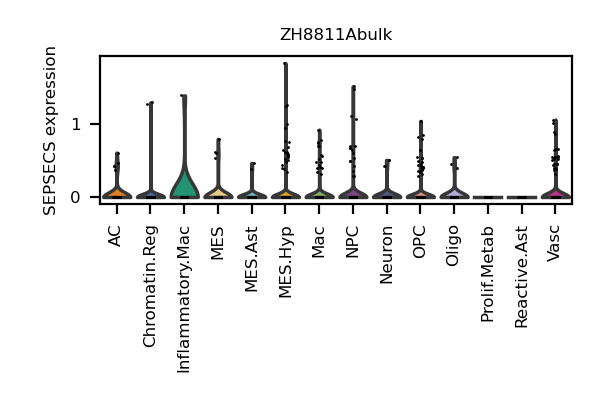 ZH8811Abulk
SEPSECS expression
1
0
AC
Chromatin.Reg
Inflammatory.Mac
MES
MES.Ast
MES.Hyp
Mac
NPC
Neuron
OPC
Oligo
Prolif.Metab
Reactive.Ast
Vasc